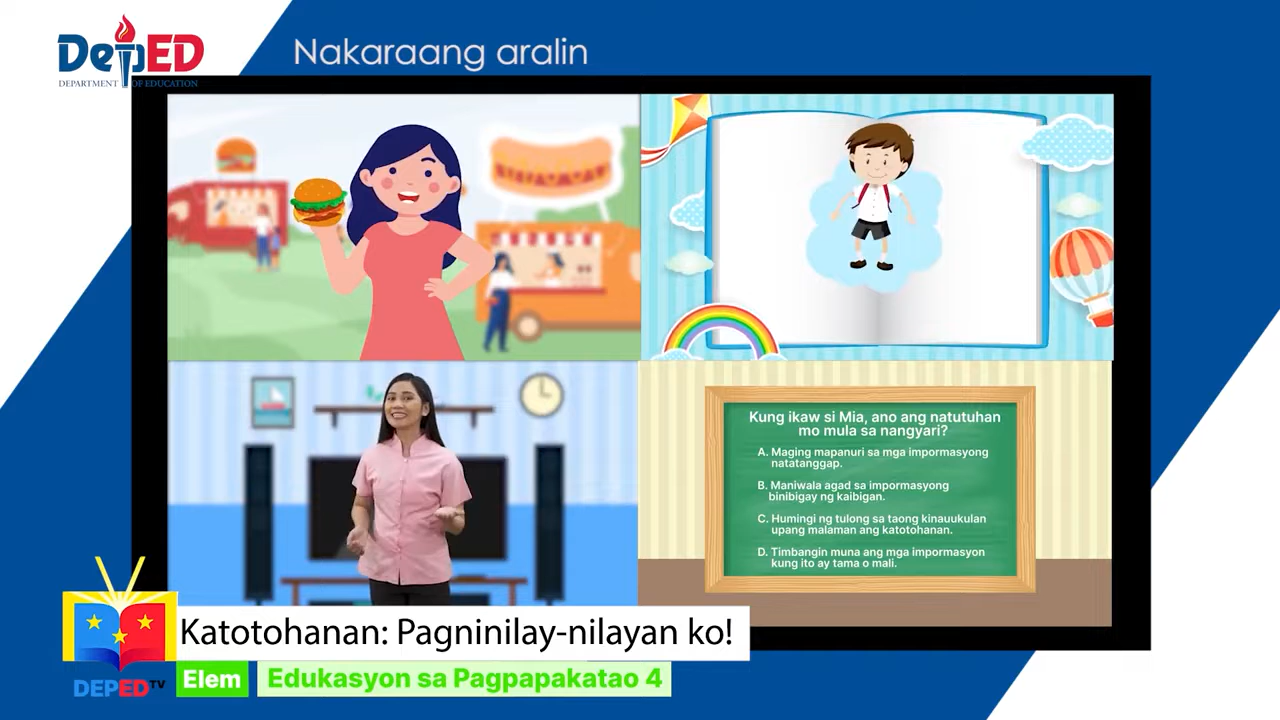 DepED
DEPARTMENT OF EDUCATION
Nakaraang aralin
Kung ikaw si Mia, ano ang natutuhan
mo mula sa nangyari?
A. Maging mapanuri sa mga impormasyong
natatanggap.
B. Maniwala agad sa impormasyong
binibigay ng kaibigan.
C. Humingi ng tulong sa taong kinauukulan
upang malaman ang katotohanan.
D. Timbangin muna ang mga impormasyon
kung ito ay tama o mali.
Katotohanan: Pagninilay-nilayan ko!
DEPED TV
Elem
Edukasyon sa Pagpapakatao 4